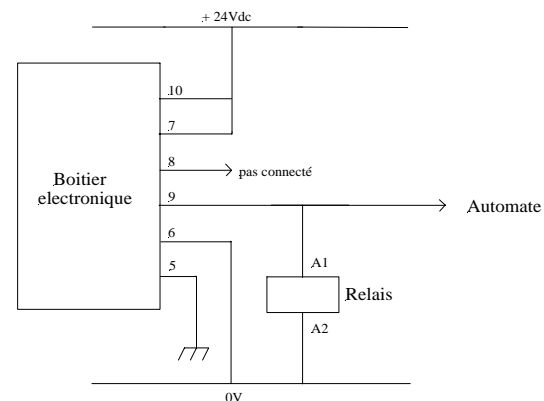 + 24Vdc
10
7
8
pas connecté
Boitier
electronique
9
Automate
6
5
A1
Relais
A2
0V